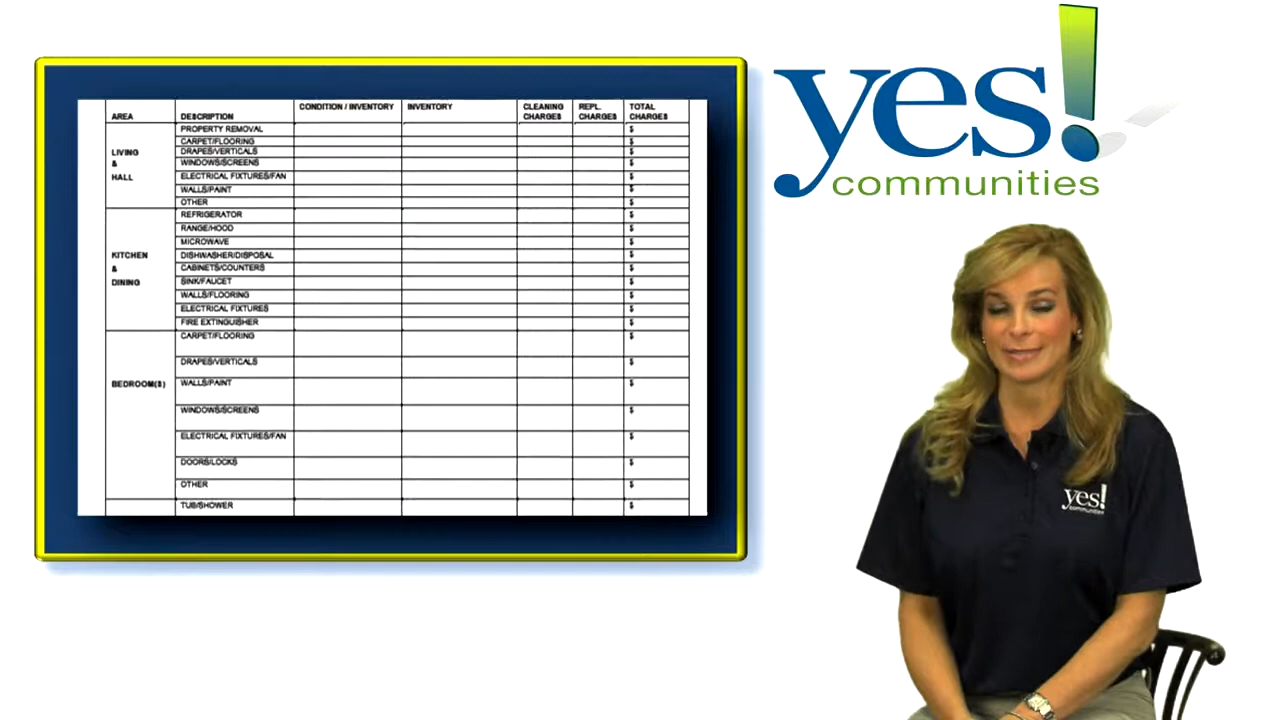 AREA DESCRIPTION CONDITION / INVENTORY INVENTORY CLEANING CHARGES REPL. CHARGES TOTAL CHARGES
PROPERTY REMOVAL $
CARPET/FLOORING $
LIVING DRAPES/VERTICALS $
& WINDOWS/SCREENS $
HALL ELECTRICAL FIXTURES/FAN $
WALLS/PAINT $
OTHER $
REFRIGERATOR $
RANGE/HOOD $
MICROWAVE $
KITCHEN DISHWASHER/DISPOSAL $
& CABINETS/COUNTERS $
DINING SINK/FAUCET $
WALLS/FLOORING $
ELECTRICAL FIXTURES $
FIRE EXTINGUISHER $
CARPET/FLOORING $
DRAPES/VERTICALS $
BEDROOM(S) WALLS/PAINT $
WINDOWS/SCREENS $
ELECTRICAL FIXTURES/FAN $
DOORS/LOCKS $
OTHER $
TUB/SHOWER $
yes!
communities
yes!
communities